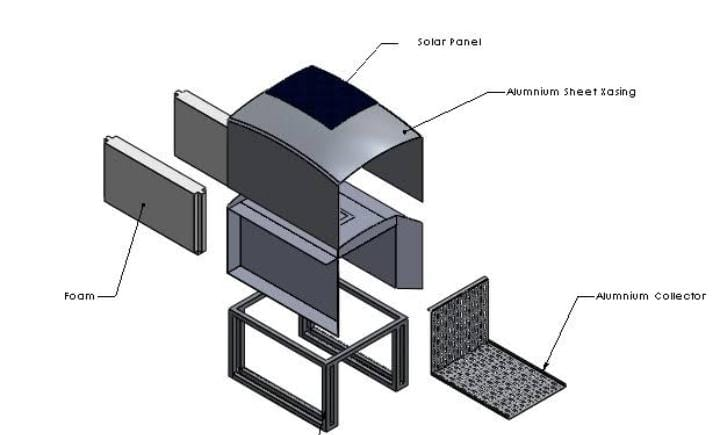 Solar Panel
Alumnium Sheet Xasing
Foam
Alumnium Collector